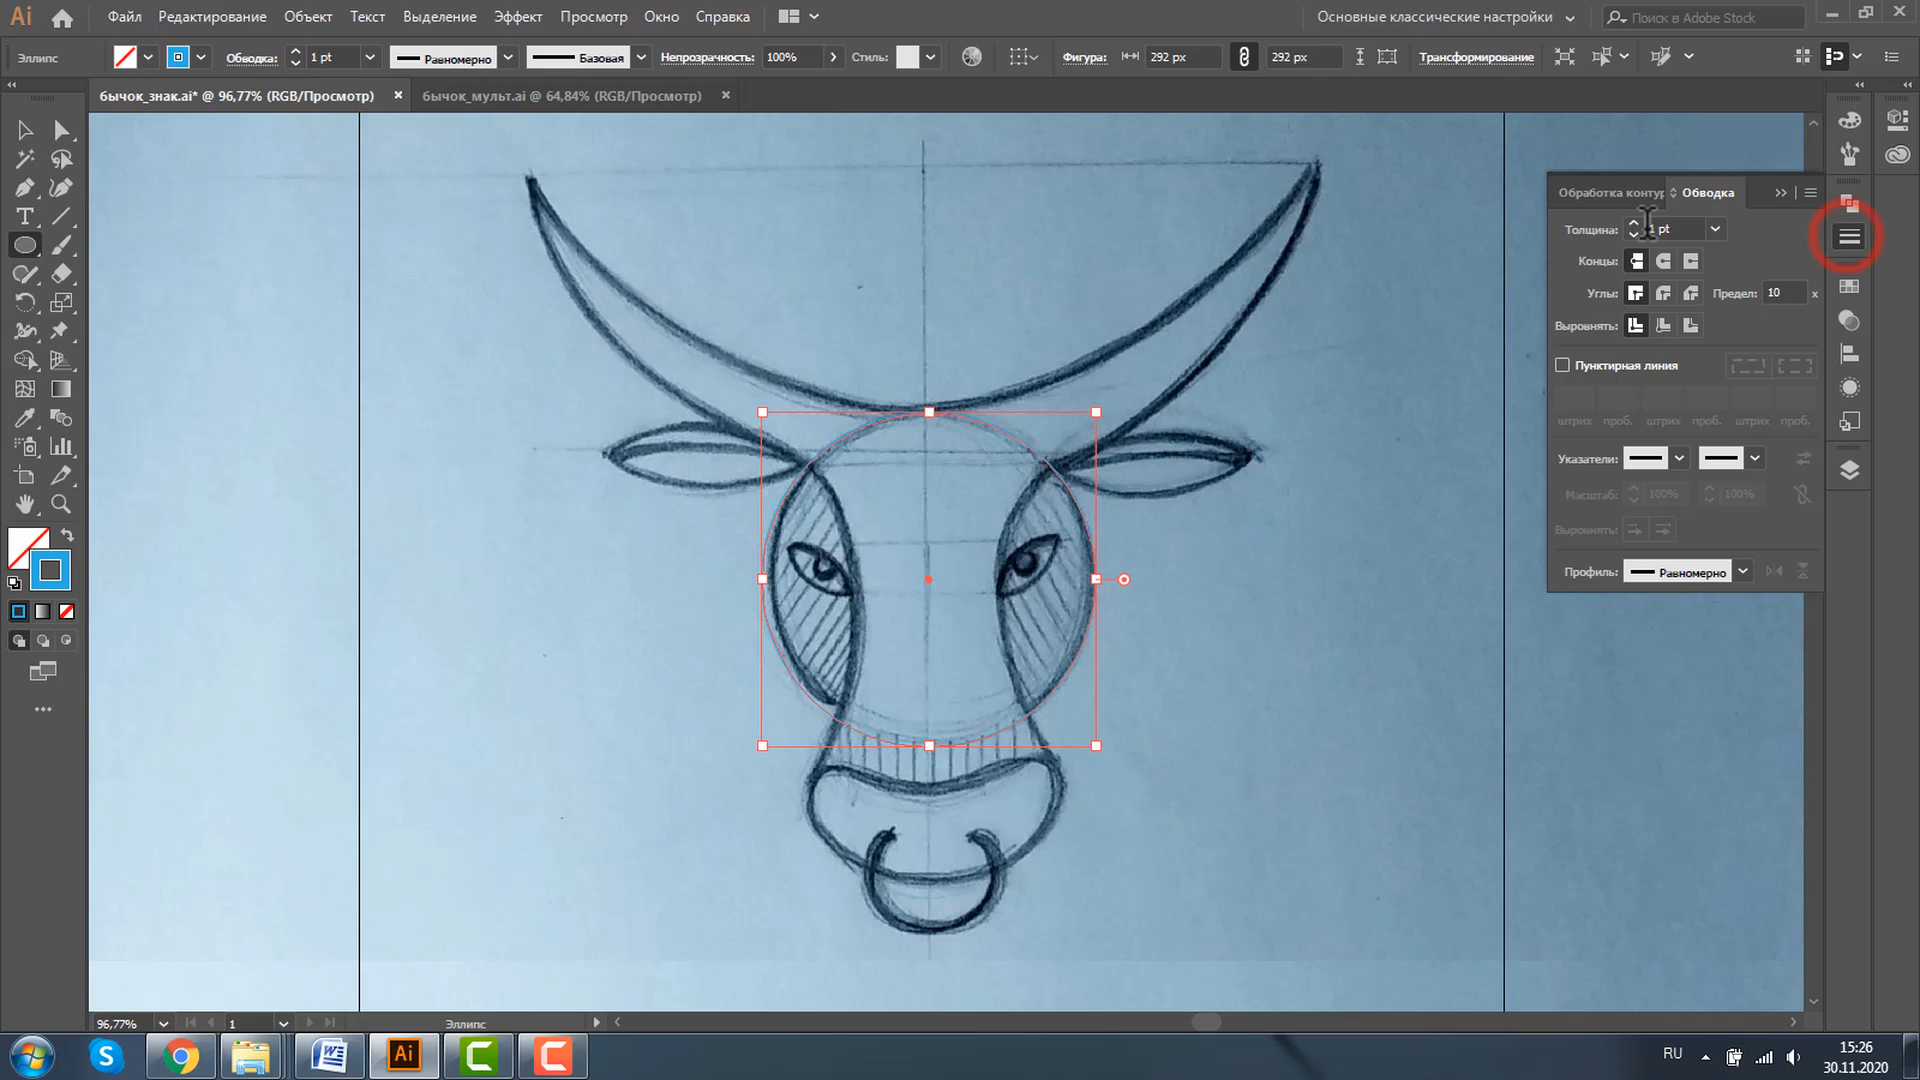 Ai Файл Редактирование Объект Текст Выделение Эффект Просмотр Окно Справка Основные классические настройки Поиск в Adobe Stock
Эллипс Обводка: 1 pt Равномерно Базовая Непрозрачность: 100% Стиль: Фигура: 292 px 292 px Трансформирование
бычок_знак.ai* @ 96,77% (RGB/Просмотр) × бычок_мульт.ai @ 64,84% (RGB/Просмотр) ×
Обработка контур Обводка
Толщина: 1 pt
Концы:
Углы: Предел: 10 x
Выровнять:
Пунктирная линия
штрих проб. штрих проб. штрих проб.
Указатели:
Масштаб: 100% 100%
Выровнять:
Профиль: Равномерно
96,77% 1 Эллипс
Ai RU 15:26
30.11.2020